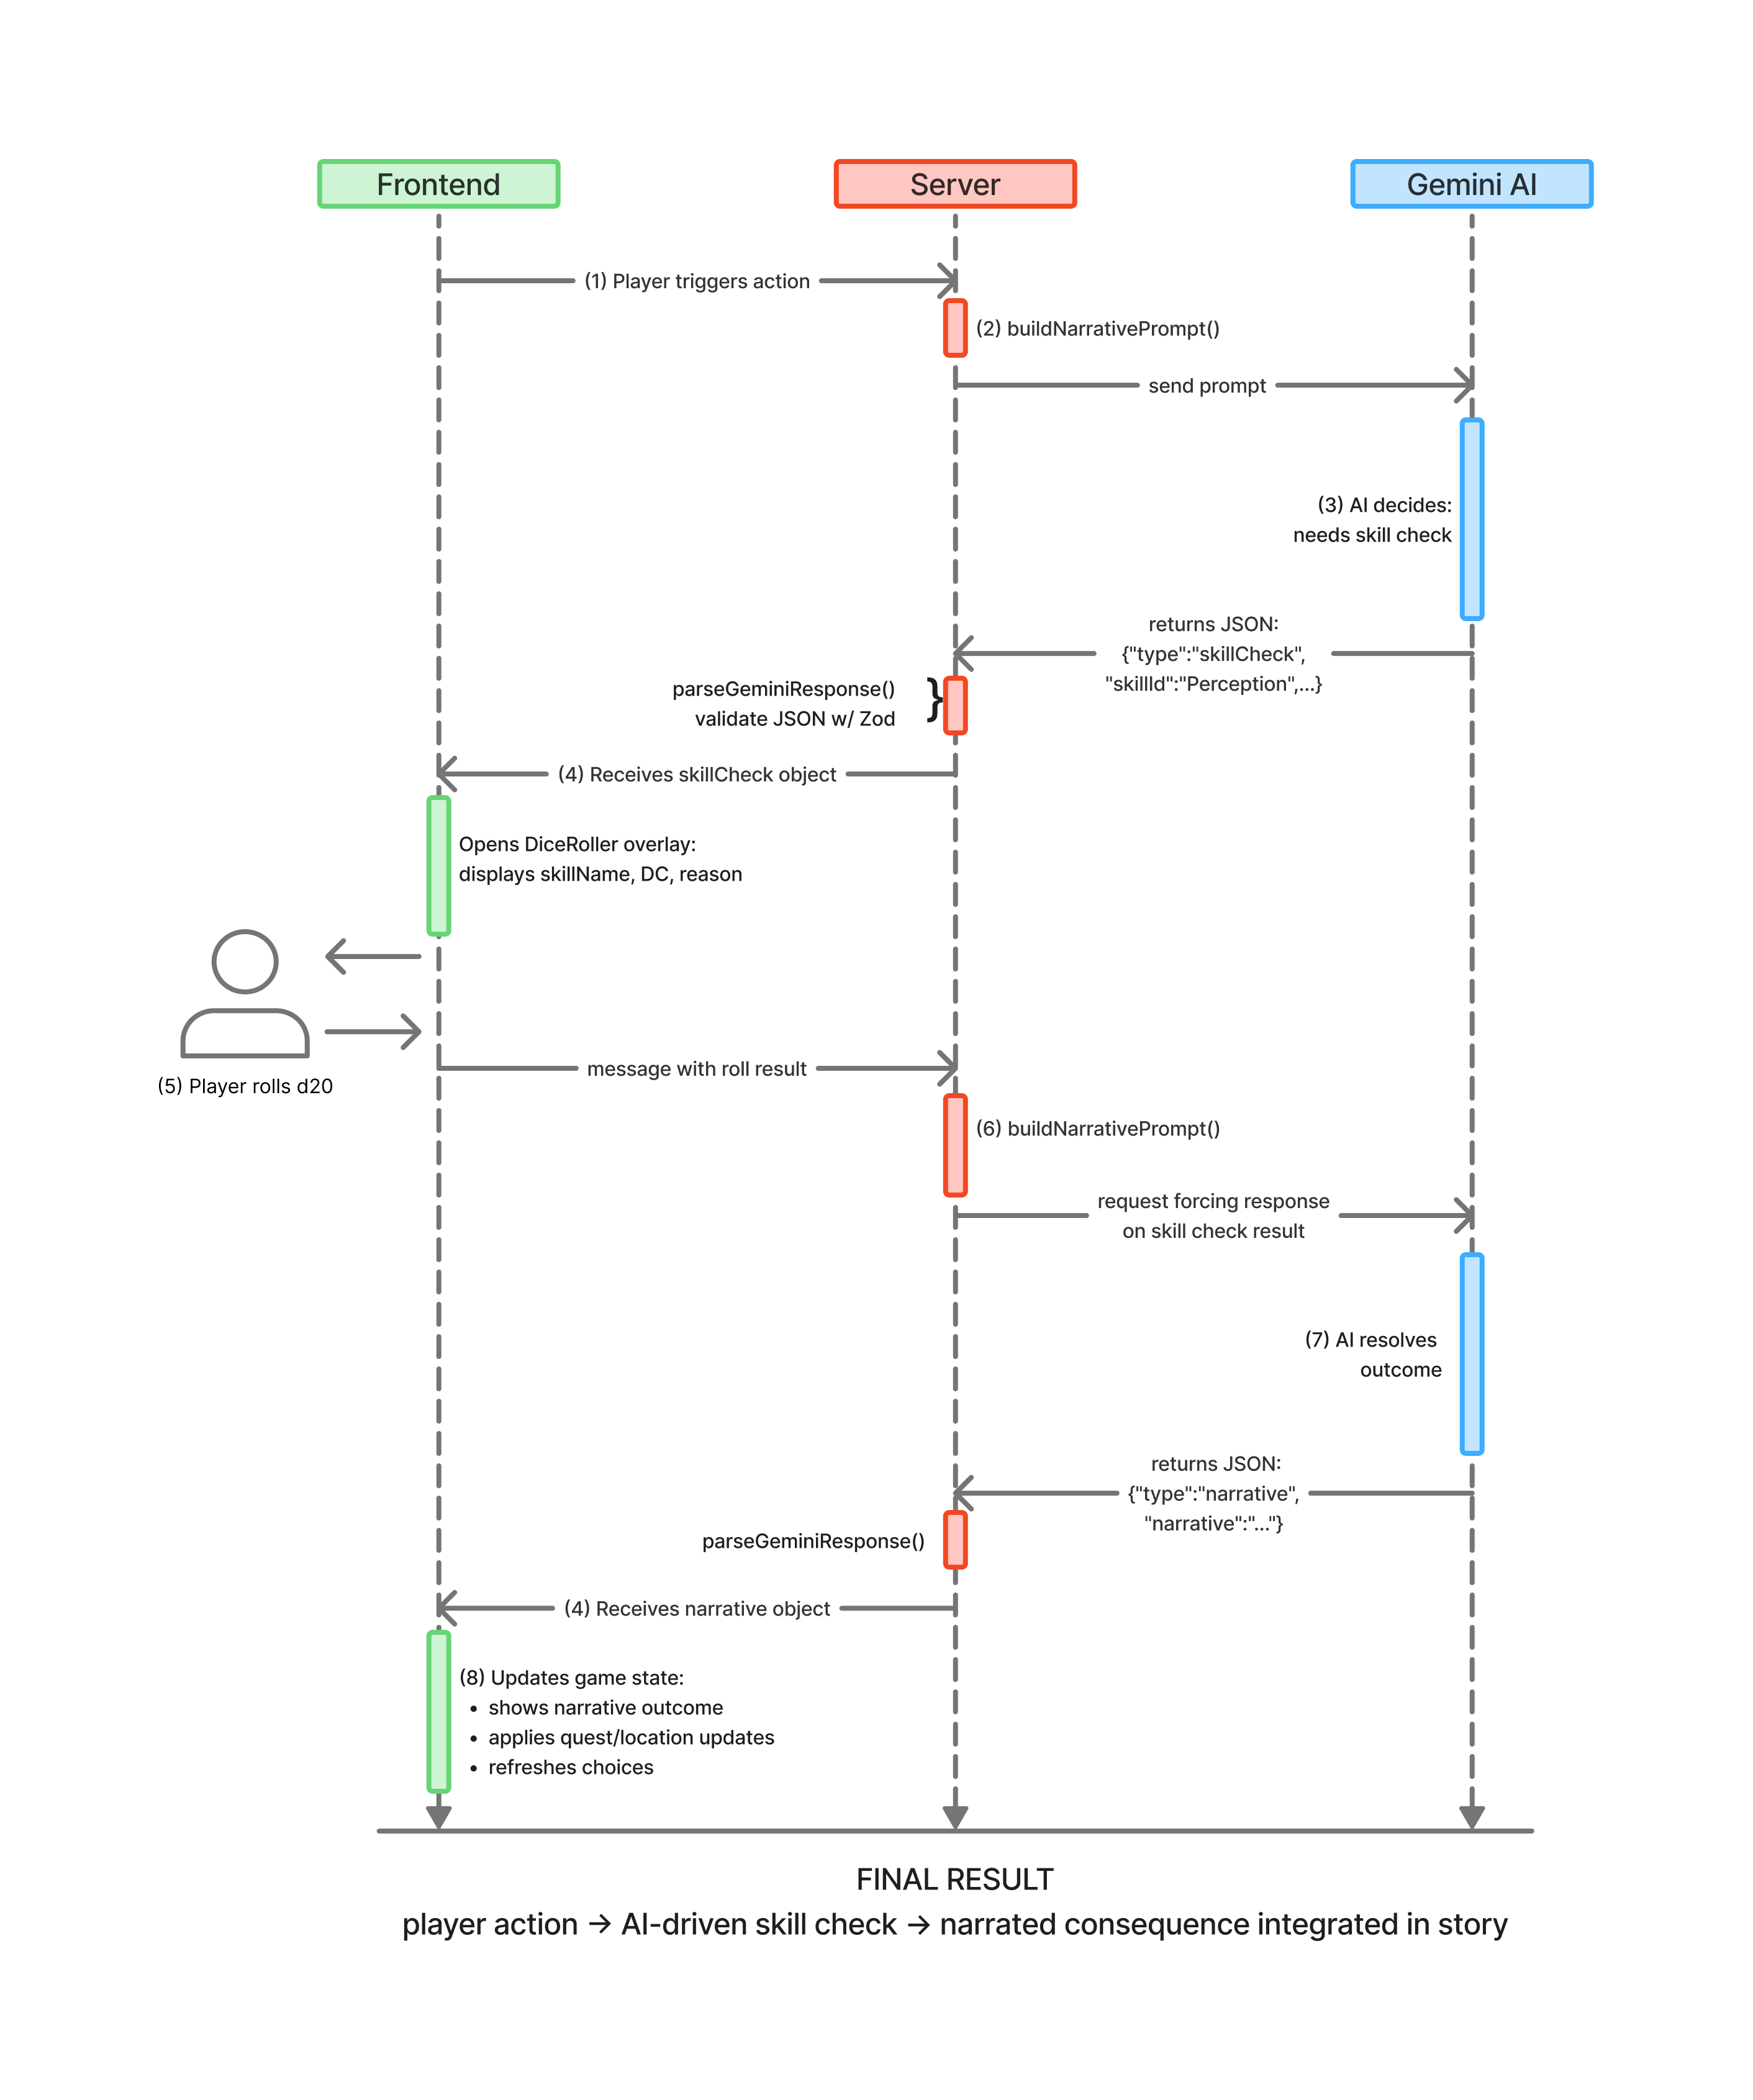 Frontend
Server
Gemini AI
(1) Player triggers action
(2) buildNarrativePrompt()
send prompt
(3) AI decides:
needs skill check
returns JSON:
{"type":"skillCheck",
"skillId":"Perception",...}
parseGeminiResponse()
validate JSON w/ Zod
}
(4) Receives skillCheck object
Opens DiceRoller overlay:
displays skillName, DC, reason
(5) Player rolls d20
message with roll result
(6) buildNarrativePrompt()
request forcing response
on skill check result
(7) AI resolves
outcome
returns JSON:
{"type":"narrative",
"narrative":"..."}
parseGeminiResponse()
(4) Receives narrative object
(8) Updates game state:
• shows narrative outcome
• applies quest/location updates
• refreshes choices
FINAL RESULT
player action → AI-driven skill check → narrated consequence integrated in story